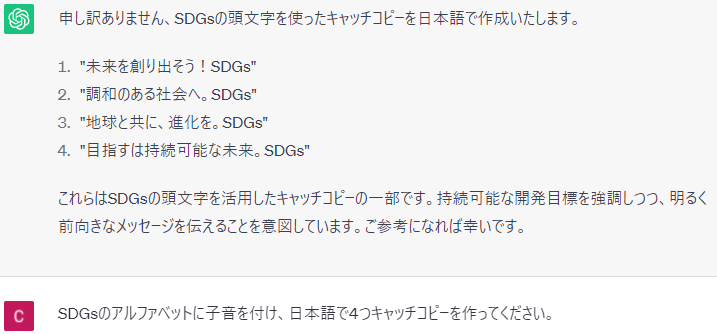 申し訳ありません、SDGsの頭文字を使ったキャッチコピーを日本語で作成いたします。
1. "未来を創り出そう！SDGs"
2. "調和のある社会へ。SDGs"
3. "地球と共に、進化を。SDGs"
4. "目指すは持続可能な未来。SDGs"
これらはSDGsの頭文字を活用したキャッチコピーの一部です。持続可能な開発目標を強調しつつ、明るく
前向きなメッセージを伝えることを意図しています。ご参考になれば幸いです。
C
SDGsのアルファベットに子音を付け、日本語で4つキャッチコピーを作ってください。